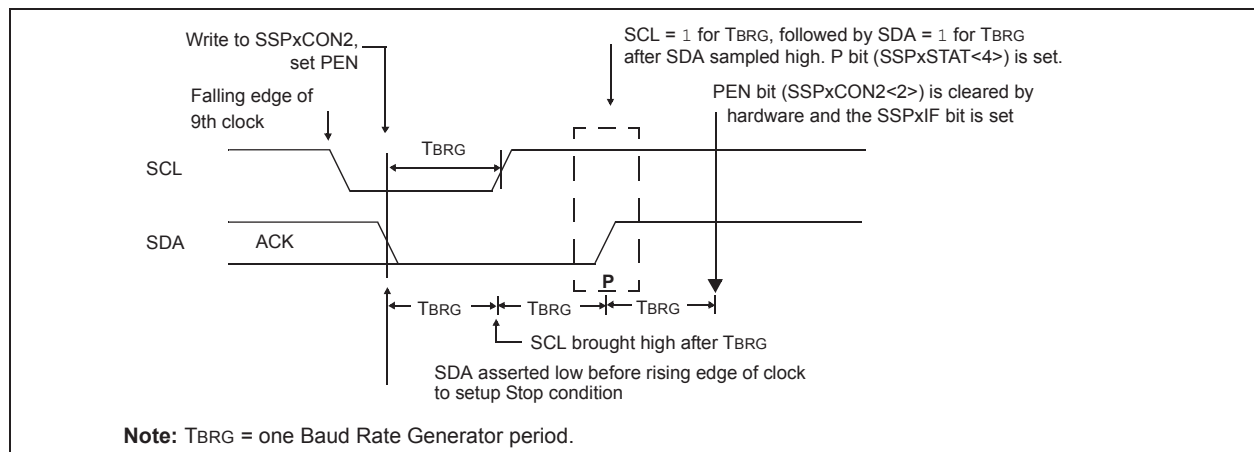 Write to SSPxCON2,
set PEN
SCL = 1 for TBRG, followed by SDA = 1 for TBRG
after SDA sampled high. P bit (SSPxSTAT<4>) is set.
Falling edge of
9th clock
PEN bit (SSPxCON2<2>) is cleared by
hardware and the SSPxIF bit is set
TBRG
SCL
SDA
ACK
P
TBRG
TBRG
TBRG
SCL brought high after TBRG
SDA asserted low before rising edge of clock
to setup Stop condition
Note: TBRG = one Baud Rate Generator period.